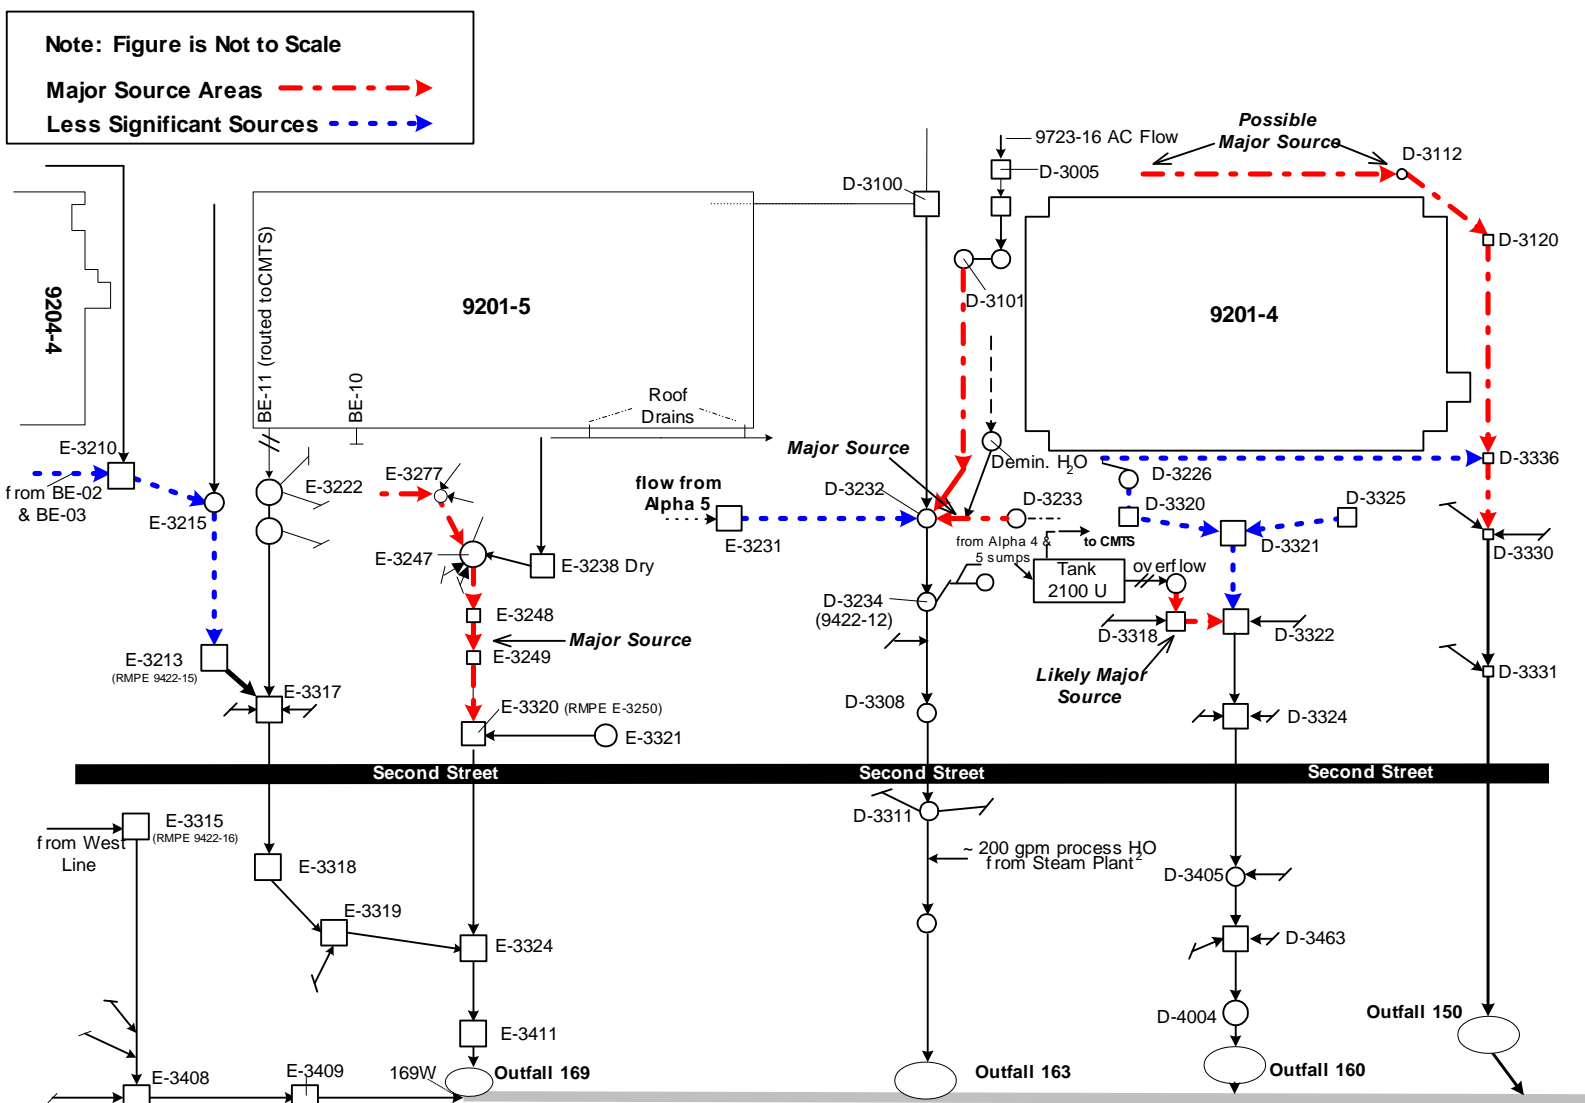 Note: Figure is Not to Scale
Major Source Areas
Less Significant Sources
Possible
Major Source
9723-16 AC Flow
D-3112
D-3005
D-3100
D-3120
D-3101
9204-4
BE-11 (routed toCMTS)
9201-5
9201-4
BE-10
Roof
Drains
E-3210
from BE-02
& BE-03
E-3215
E-3222
E-3277
Major Source
Demin. H2O
D-3226
D-3336
flow from
Alpha 5
D-3232
D-3233
D-3320
D-3325
E-3231
E-3247
E-3238 Dry
from Alpha 4 &
5 sumps
to CMTS
overflow
Tank
2100 U
D-3321
D-3330
D-3234
(9422-12)
E-3248
Major Source
D-3318
D-3322
E-3249
E-3213
(RMPE 9422-15)
Likely Major
Source
D-3331
E-3317
E-3320 (RMPE E-3250)
E-3321
D-3308
D-3324
Second Street
Second Street
Second Street
E-3315
(RMPE 9422-16)
from West
Line
D-3311
~ 200 gpm process HO
from Steam Plant2
E-3318
D-3405
E-3319
E-3324
D-3463
E-3411
D-4004
Outfall 150
E-3408
E-3409
169W
Outfall 169
Outfall 163
Outfall 160